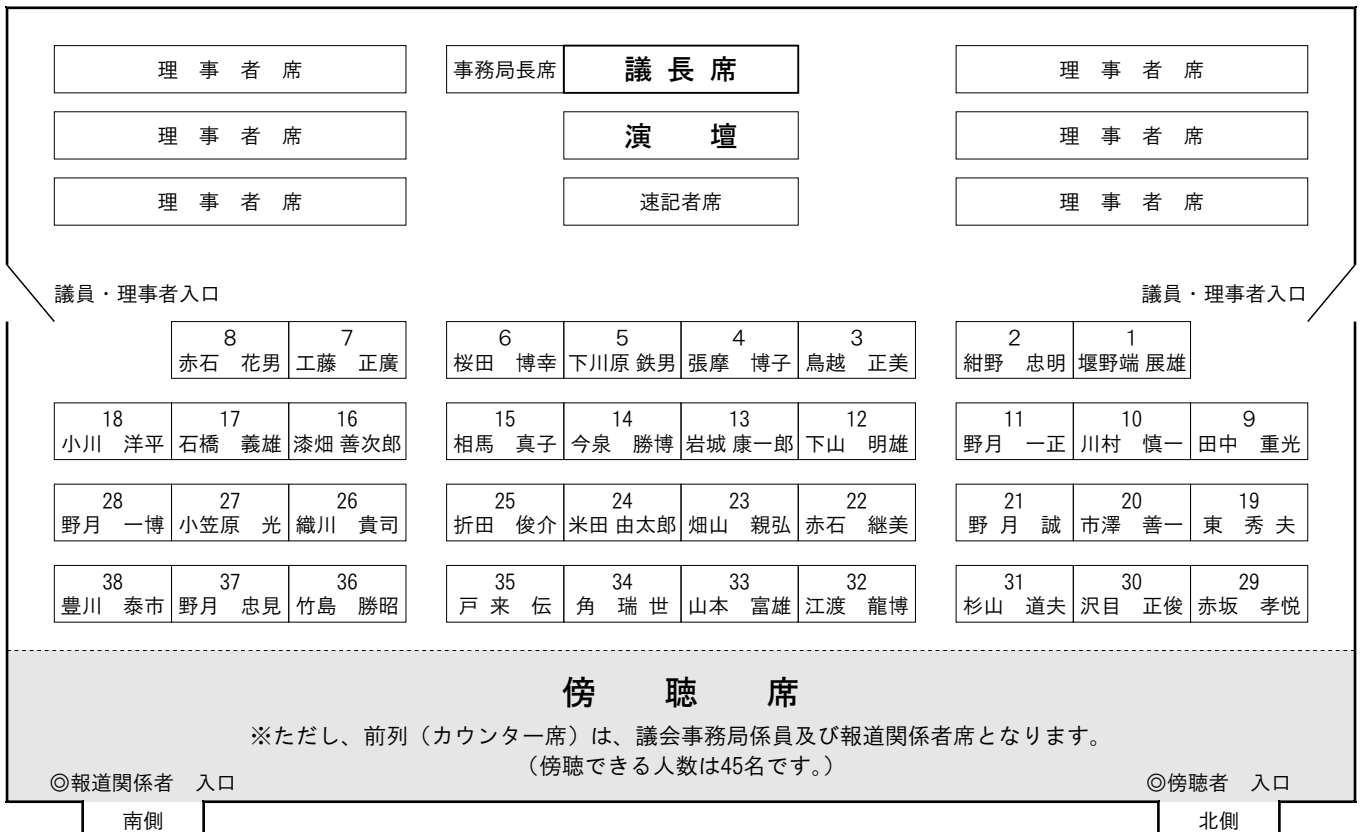 理 事 者 席 事務局長席 議 長 席 理 事 者 席
理 事 者 席 演 壇 理 事 者 席
理 事 者 席 速記者席 理 事 者 席
議員・理事者入口 議員・理事者入口
8 7 6 5 4 3 2 1
赤石 花男 工藤 正廣 桜田 博幸 下川原 鉄男 張摩 博子 鳥越 正美 紺野 忠明 堰野端 展雄
18 17 16 15 14 13 12 11 10 9
小川 洋平 石橋 義雄 漆畑 善次郎 相馬 真子 今泉 勝博 岩城 康一郎 下山 明雄 野月 一正 川村 慎一 田中 重光
28 27 26 25 24 23 22 21 20 19
野月 一博 小笠原 光 織川 貴司 折田 俊介 米田 由太郎 畑山 親弘 赤石 継美 野 月 誠 市澤 善一 東 秀 夫
38 37 36 35 34 33 32 31 30 29
豊川 泰市 野月 忠見 竹島 勝昭 戸 来 伝 角 瑞 世 山本 富雄 江渡 龍博 杉山 道夫 沢目 正俊 赤坂 孝悦
傍 聴 席
※ただし、前列（カウンター席）は、議会事務局係員及び報道関係者席となります。
（傍聴できる人数は45名です。）
◎報道関係者 入口 ◎傍聴者 入口
南側 北側